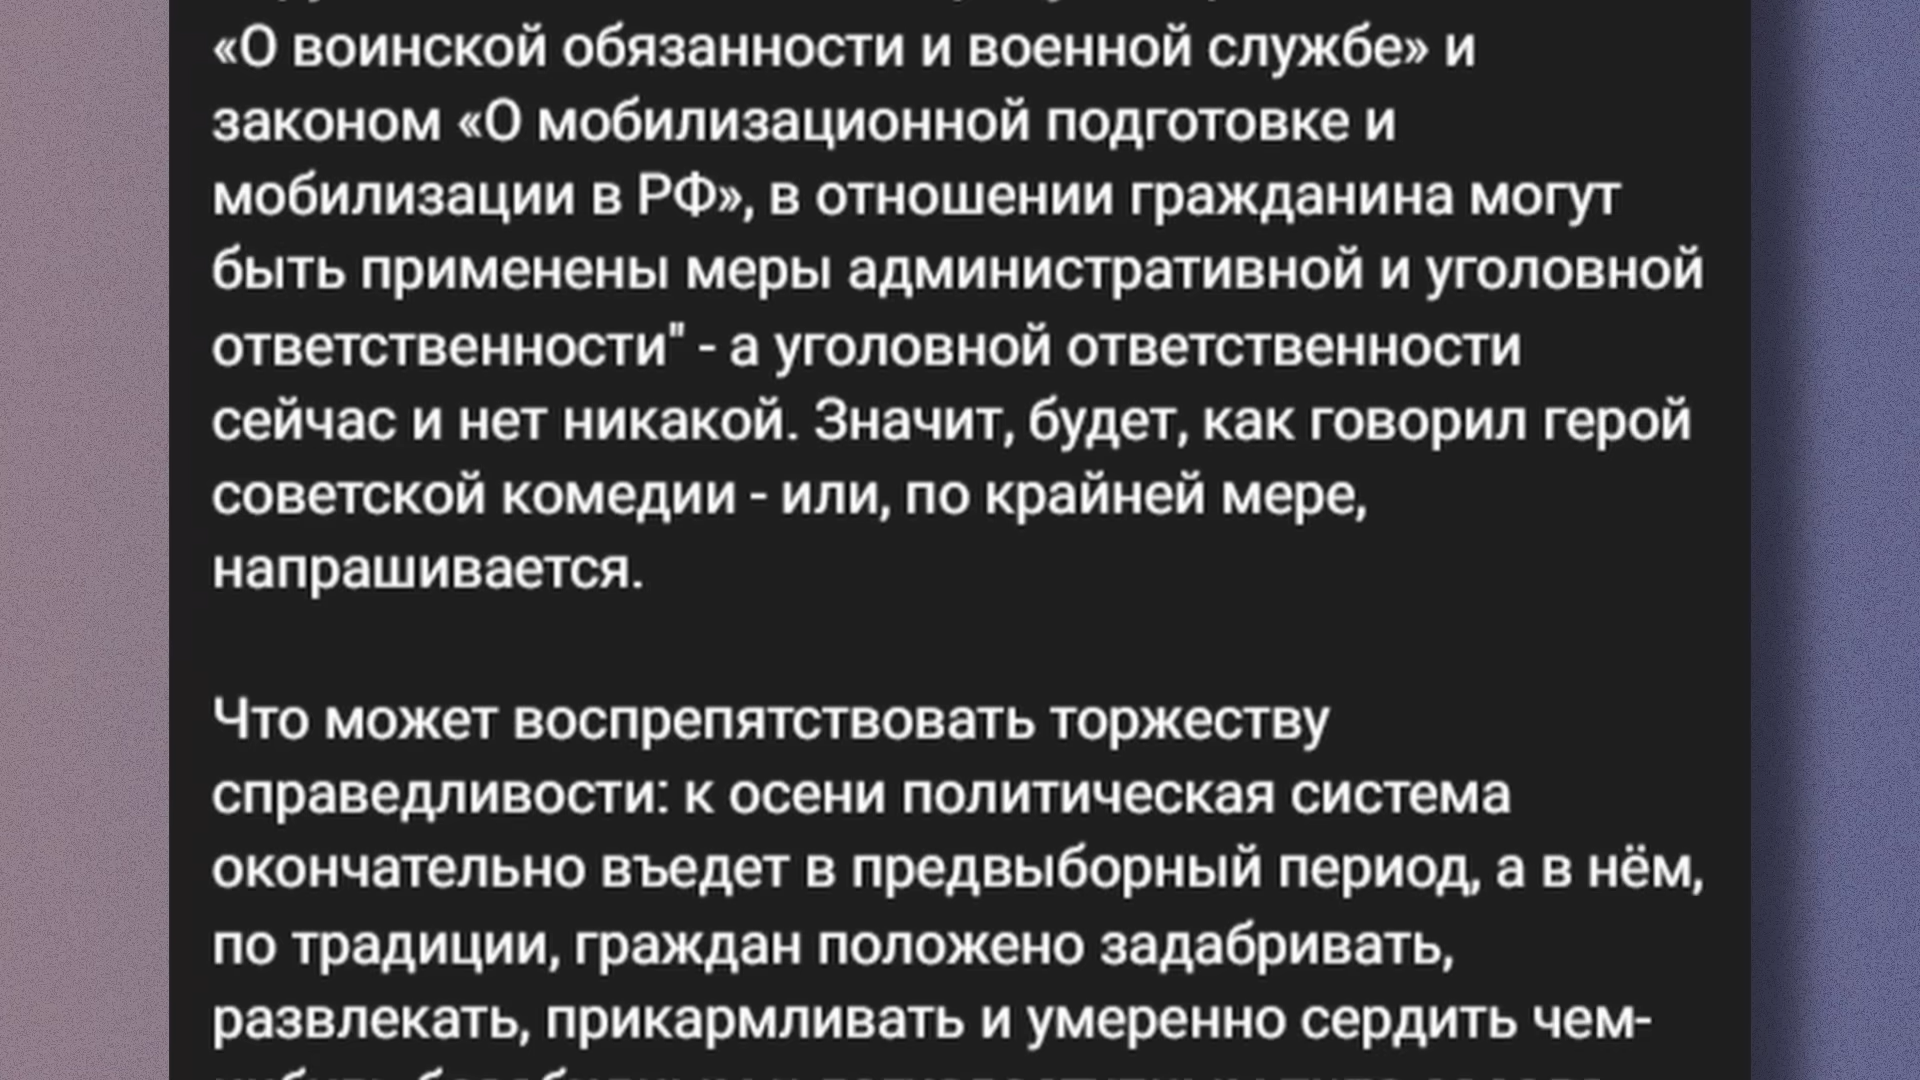 «О воинской обязанности и военной службе» и
законом «О мобилизационной подготовке и
мобилизации в РФ», в отношении гражданина могут
быть применены меры административной и уголовной
ответственности" - а уголовной ответственности
сейчас и нет никакой. Значит, будет, как говорил герой
советской комедии - или, по крайней мере,
напрашивается.
Что может воспрепятствовать торжеству
справедливости: к осени политическая система
окончательно въедет в предвыборный период, а в нём,
по традиции, граждан положено задабривать,
развлекать, прикармливать и умеренно сердить чем-